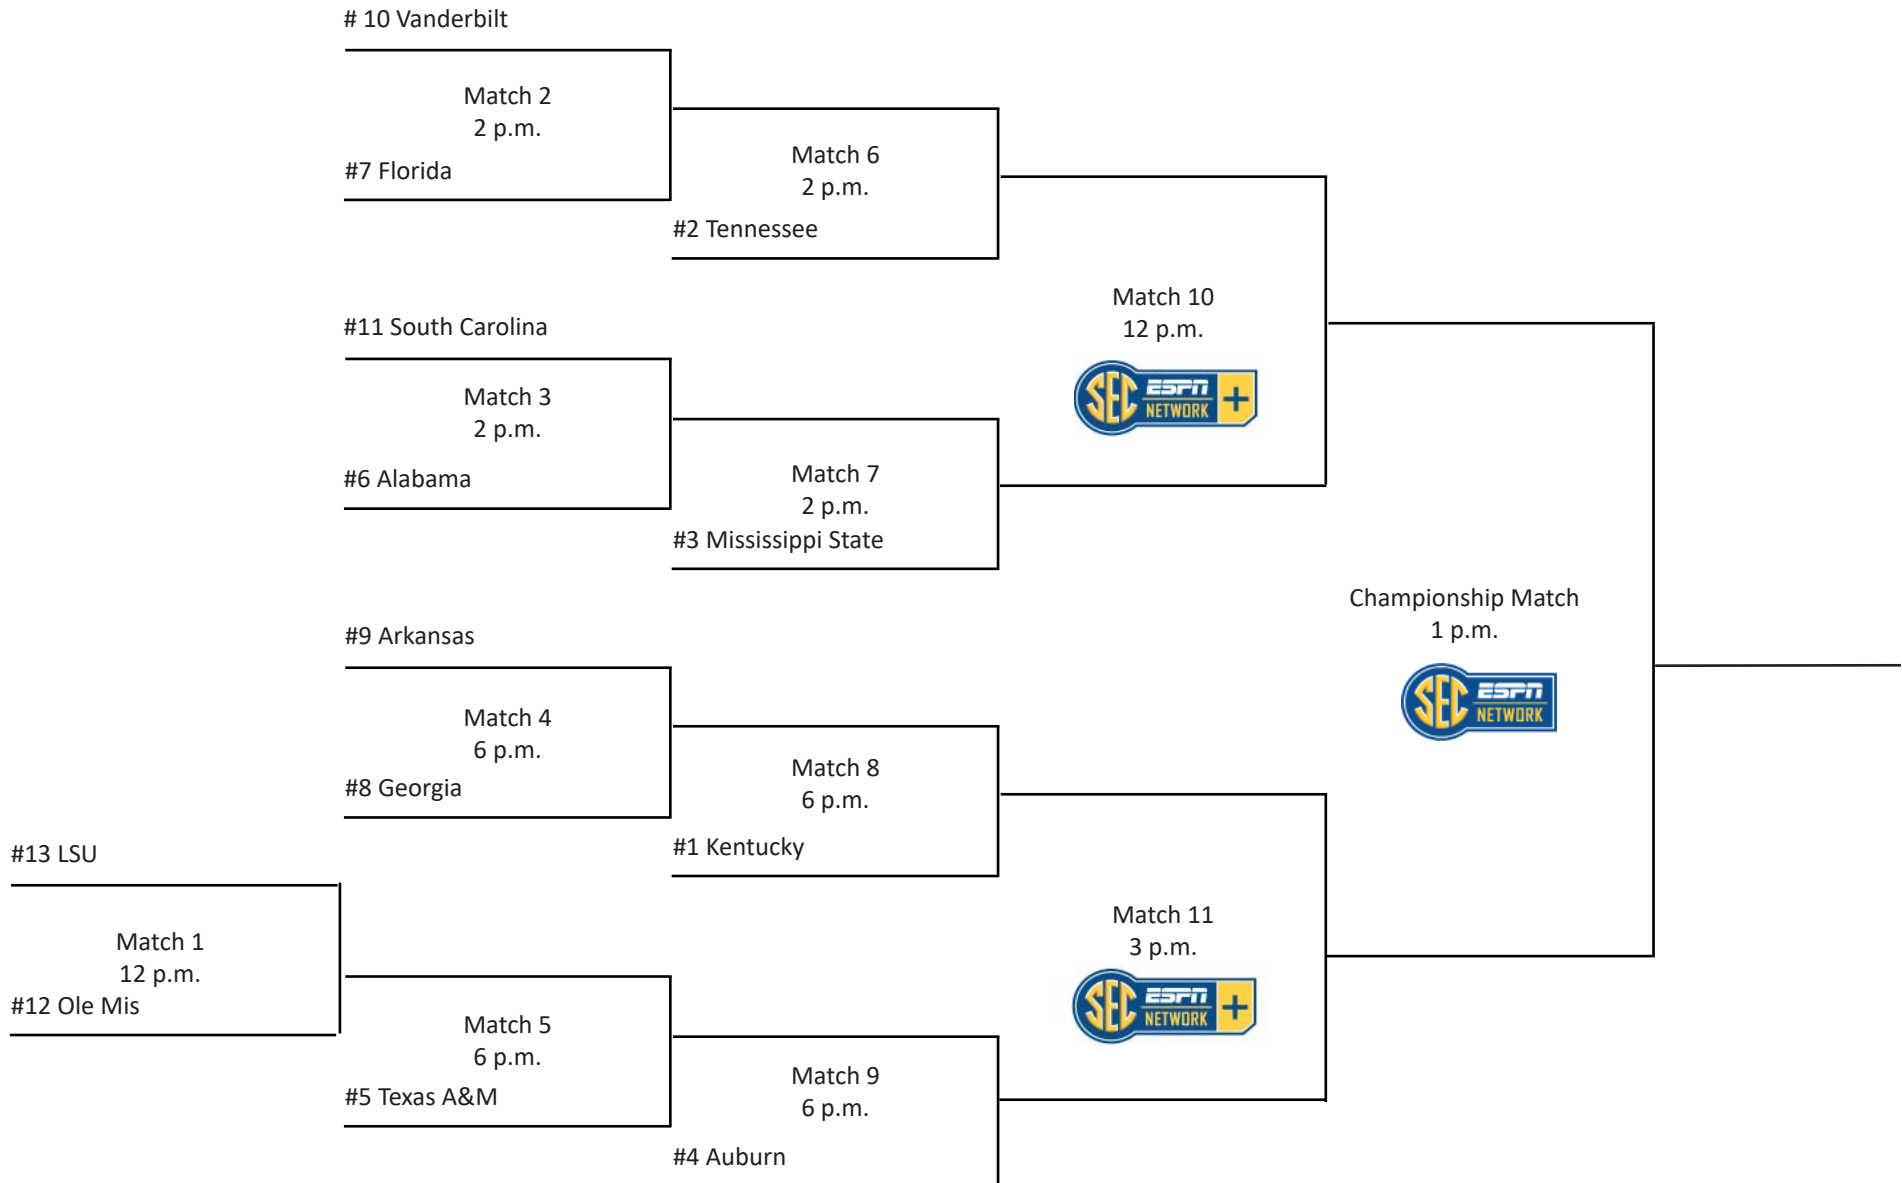 # 10 Vanderbilt
Match 2
2 p.m.
#7 Florida
Match 6
2 p.m.
#2 Tennessee
#11 South Carolina
Match 3
2 p.m.
#6 Alabama
Match 7
2 p.m.
#3 Mississippi State
Match 10
12 p.m.
SEC ESPN
NETWORK +
#9 Arkansas
Match 4
6 p.m.
#8 Georgia
Match 8
6 p.m.
#1 Kentucky
#13 LSU
Match 1
12 p.m.
#12 Ole Mis
Match 5
6 p.m.
#5 Texas A&M
Match 9
6 p.m.
#4 Auburn
Match 11
3 p.m.
SEC ESPN
NETWORK +
Championship Match
1 p.m.
SEC ESPN
NETWORK